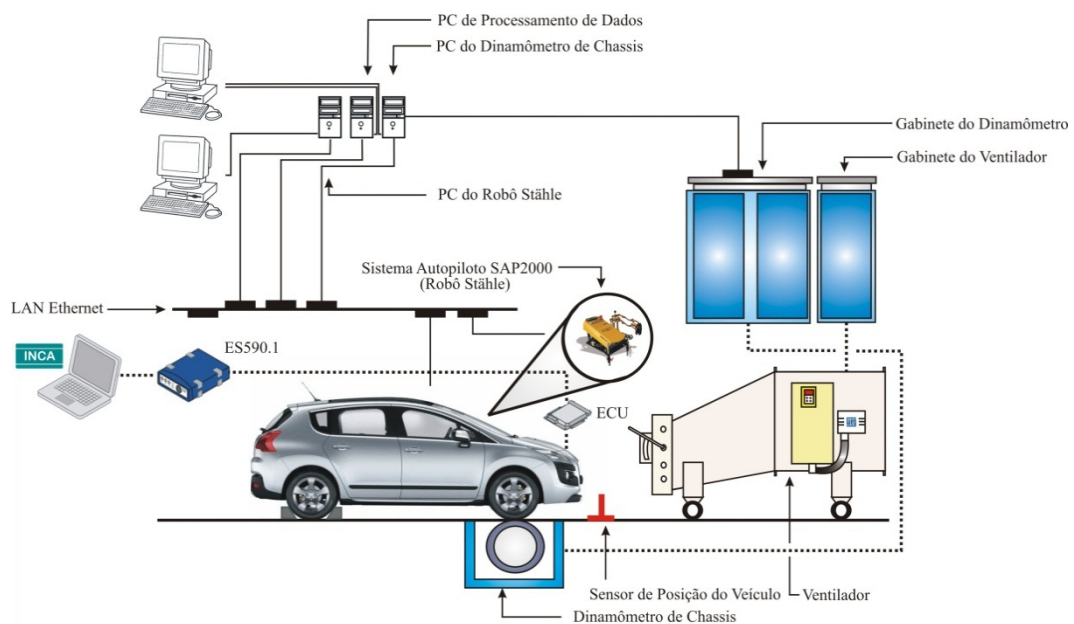 PC de Processamento de Dados
PC do Dinamômetro de Chassis
Gabinete do Dinamômetro
Gabinete do Ventilador
PC do Robô Stähle
Sistema Autopiloto SAP2000
(Robô Stähle)
LAN Ethernet
INCA
ES590.1
ECU
Sensor de Posição do Veículo
Ventilador
Dinamômetro de Chassis